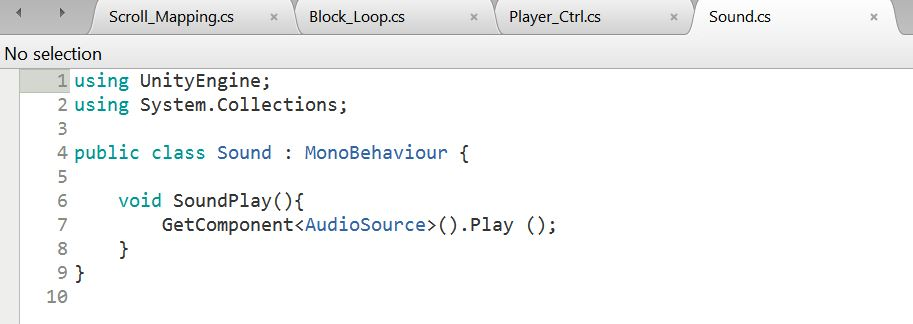 Scroll_Mapping.cs × Block_Loop.cs × Player_Ctrl.cs × Sound.cs ×
No selection
1 using UnityEngine;
2 using System.Collections;
3
4 public class Sound : MonoBehaviour {
5
6     void SoundPlay(){
7         GetComponent<AudioSource>().Play ();
8     }
9 }
10